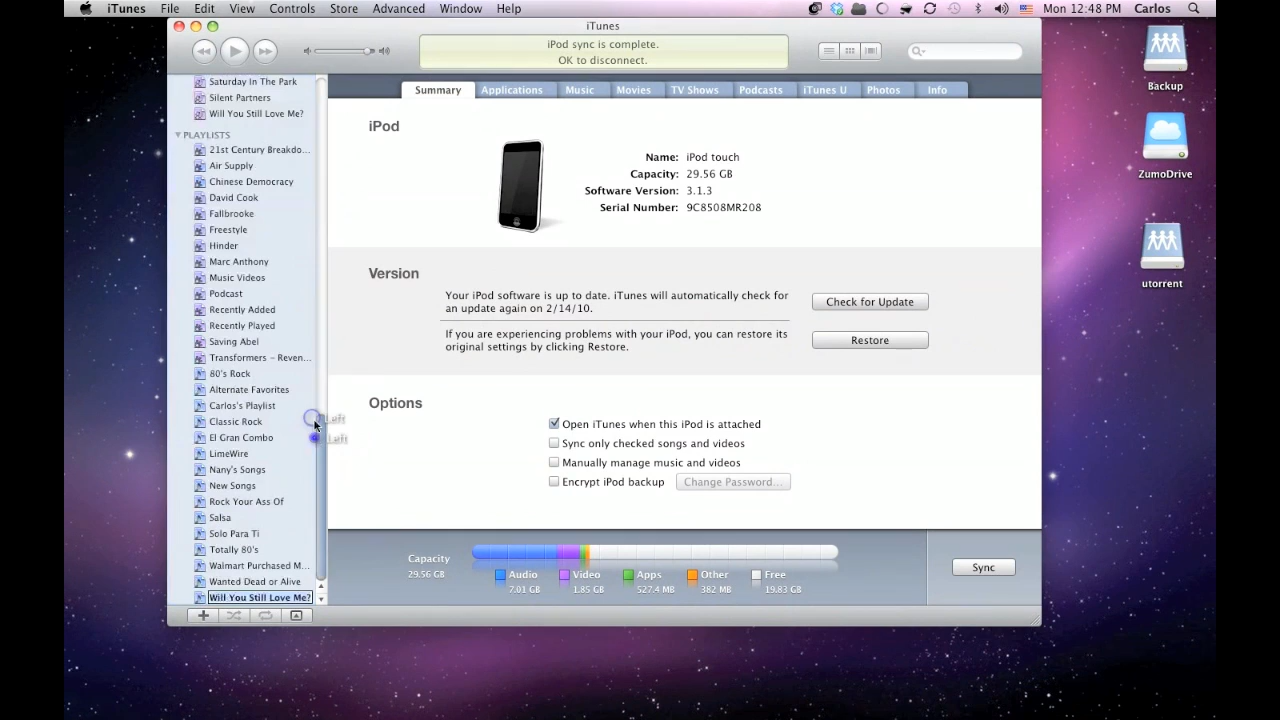 iTunes File Edit View Controls Store Advanced Window Help Mon 12:48 PM Carlos
iTunes
iPod sync is complete.
OK to disconnect.
Saturday In The Park
Silent Partners
Will You Still Love Me?
PLAYLISTS
21st Century Breakdo...
Air Supply
Chinese Democracy
David Cook
Fallbrooke
Freestyle
Hinder
Marc Anthony
Music Videos
Podcast
Recently Added
Recently Played
Saving Abel
Transformers – Reven...
80's Rock
Alternate Favorites
Carlos's Playlist
Classic Rock
El Gran Combo
LimeWire
Nany's Songs
New Songs
Rock Your Ass Of
Salsa
Solo Para Ti
Totally 80's
Walmart Purchased M...
Wanted Dead or Alive
Will You Still Love Me?
Left
Left
Summary Applications Music Movies TV Shows Podcasts iTunes U Photos Info
iPod
Name: iPod touch
Capacity: 29.56 GB
Software Version: 3.1.3
Serial Number: 9C8508MR208
Version
Your iPod software is up to date. iTunes will automatically check for
an update again on 2/14/10.
Check for Update
If you are experiencing problems with your iPod, you can restore its
original settings by clicking Restore.
Restore
Options
Open iTunes when this iPod is attached
Sync only checked songs and videos
Manually manage music and videos
Encrypt iPod backup Change Password...
Capacity
29.56 GB
Audio
7.01 GB
Video
1.85 GB
Apps
527.4 MB
Other
382 MB
Free
19.83 GB
Sync
Backup
ZumoDrive
utorrent